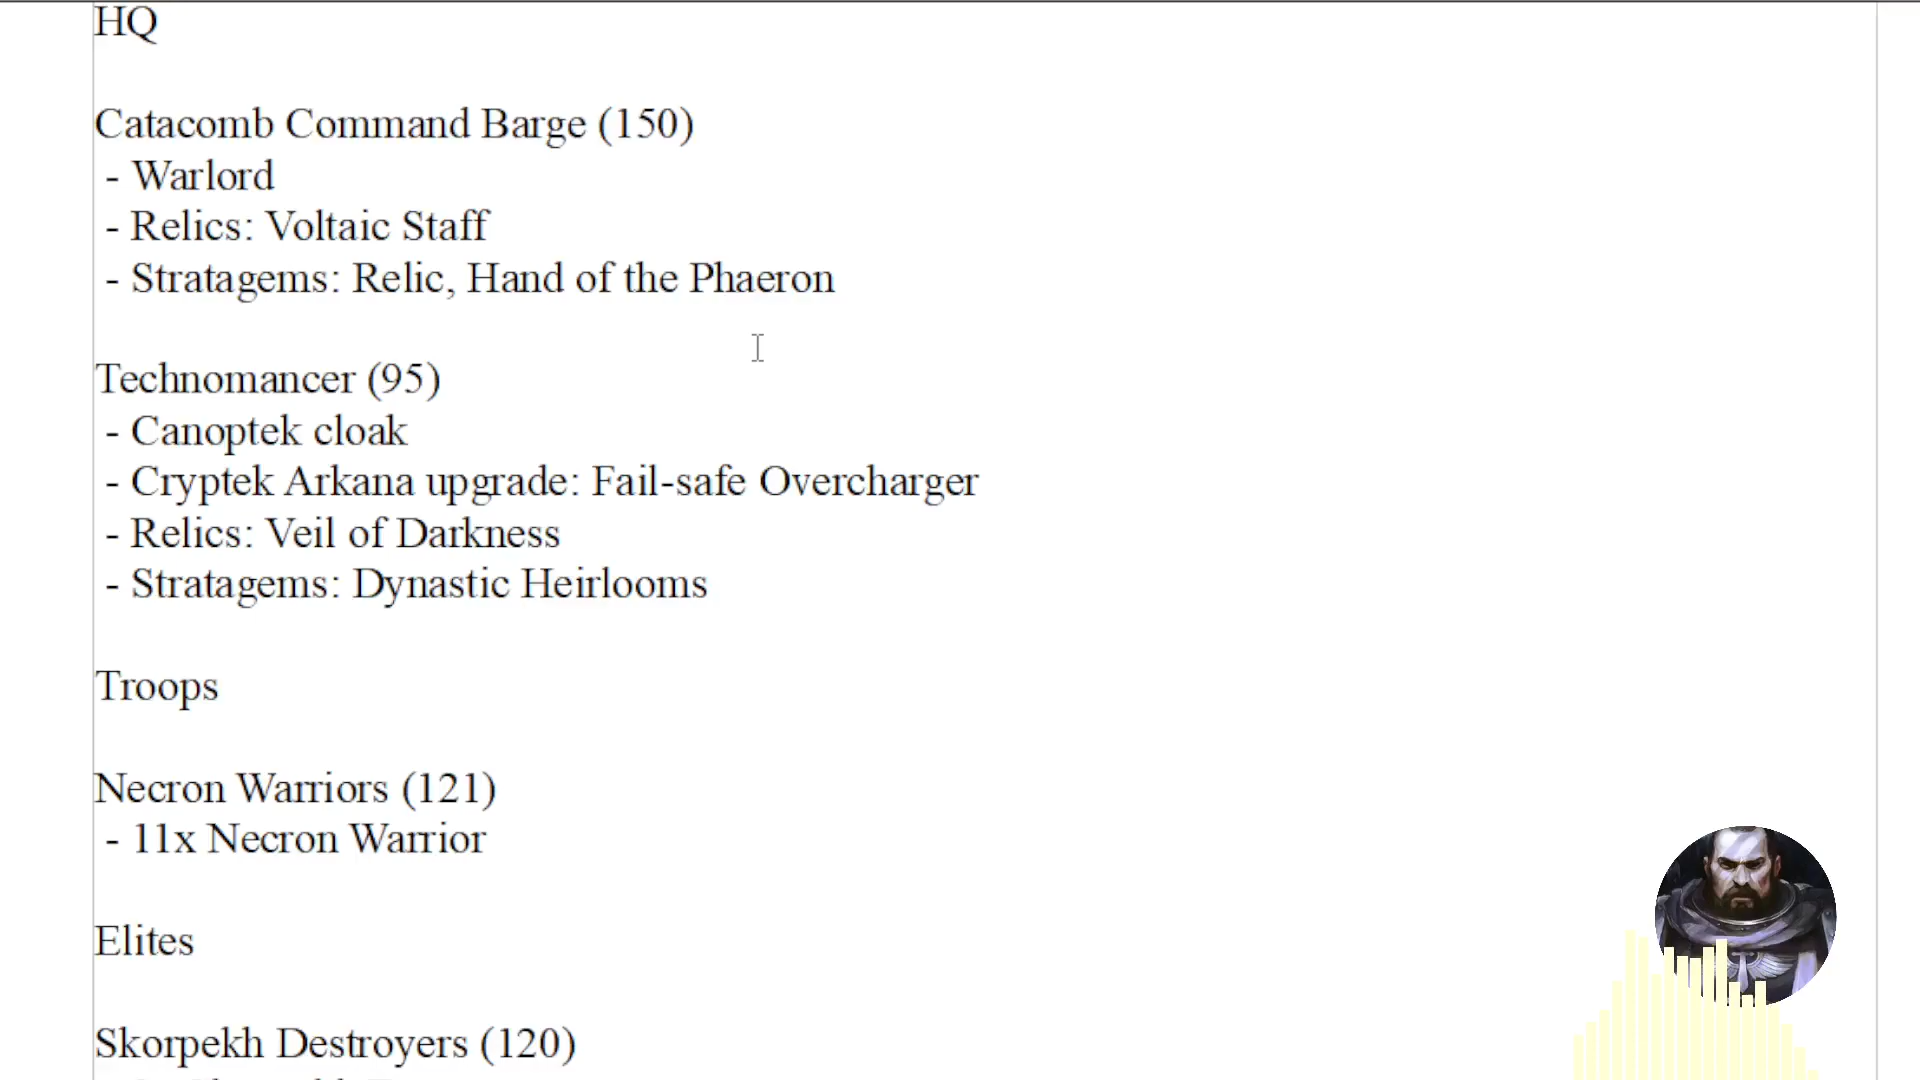 HQ
Catacomb Command Barge (150)
- Warlord
- Relics: Voltaic Staff
- Stratagems: Relic, Hand of the Phaeron
Technomancer (95)
- Canoptek cloak
- Cryptek Arkana upgrade: Fail-safe Overcharger
- Relics: Veil of Darkness
- Stratagems: Dynastic Heirlooms
Troops
Necron Warriors (121)
- 11x Necron Warrior
Elites
Skorpekh Destroyers (120)